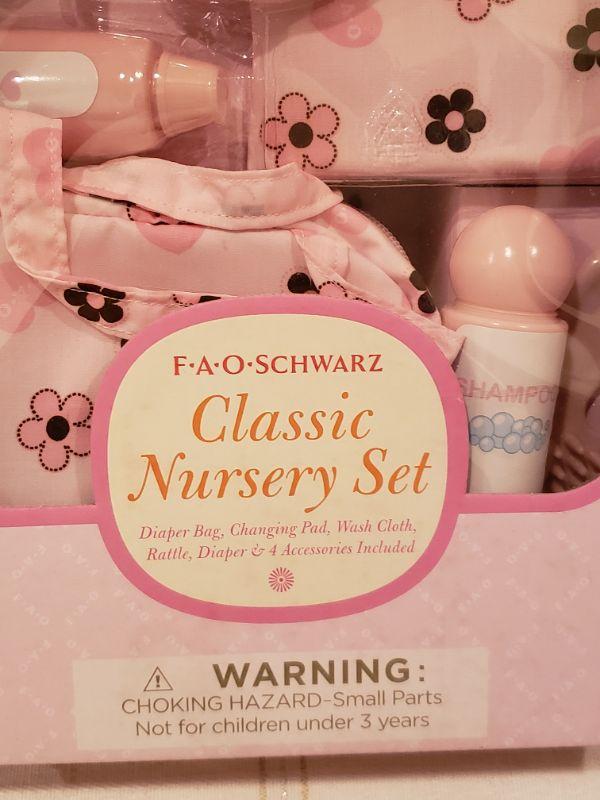 F·A·O·SCHWARZ
Classic
Nursery Set
Diaper Bag, Changing Pad, Wash Cloth,
Rattle, Diaper & 4 Accessories Included
SHAMPOO
WARNING:
CHOKING HAZARD–Small Parts
Not for children under 3 years